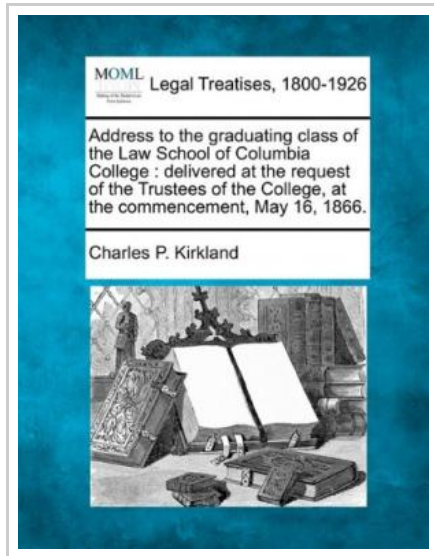 MOML Legal Treatises, 1800-1926
Address to the graduating class of
the Law School of Columbia
College : delivered at the request
of the Trustees of the College, at
the commencement, May 16, 1866.
Charles P. Kirkland